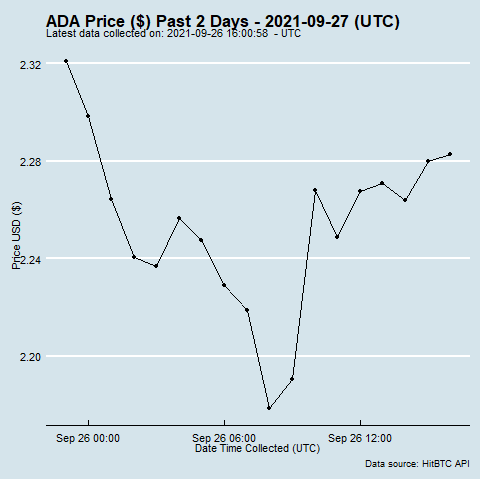 ADA Price ($) Past 2 Days - 2021-09-27 (UTC)
Latest data collected on: 2021-09-26 16:00:58 - UTC
2.32
2.28
2.24
2.20
Price USD ($)
Sep 26 00:00
Sep 26 06:00
Sep 26 12:00
Date Time Collected (UTC)
Data source: HitBTC API